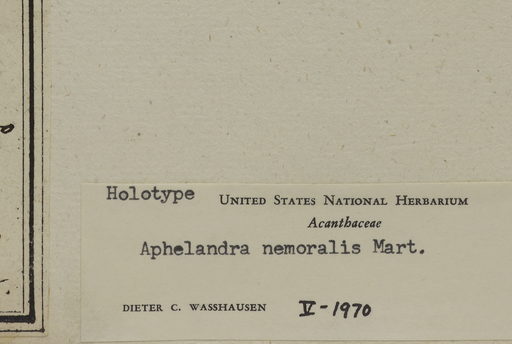 Holotype UNITED STATES NATIONAL HERBARIUM
Acanthaceae
Aphelandra nemoralis Mart.
DIETER C. WASSHAUSEN V-1970